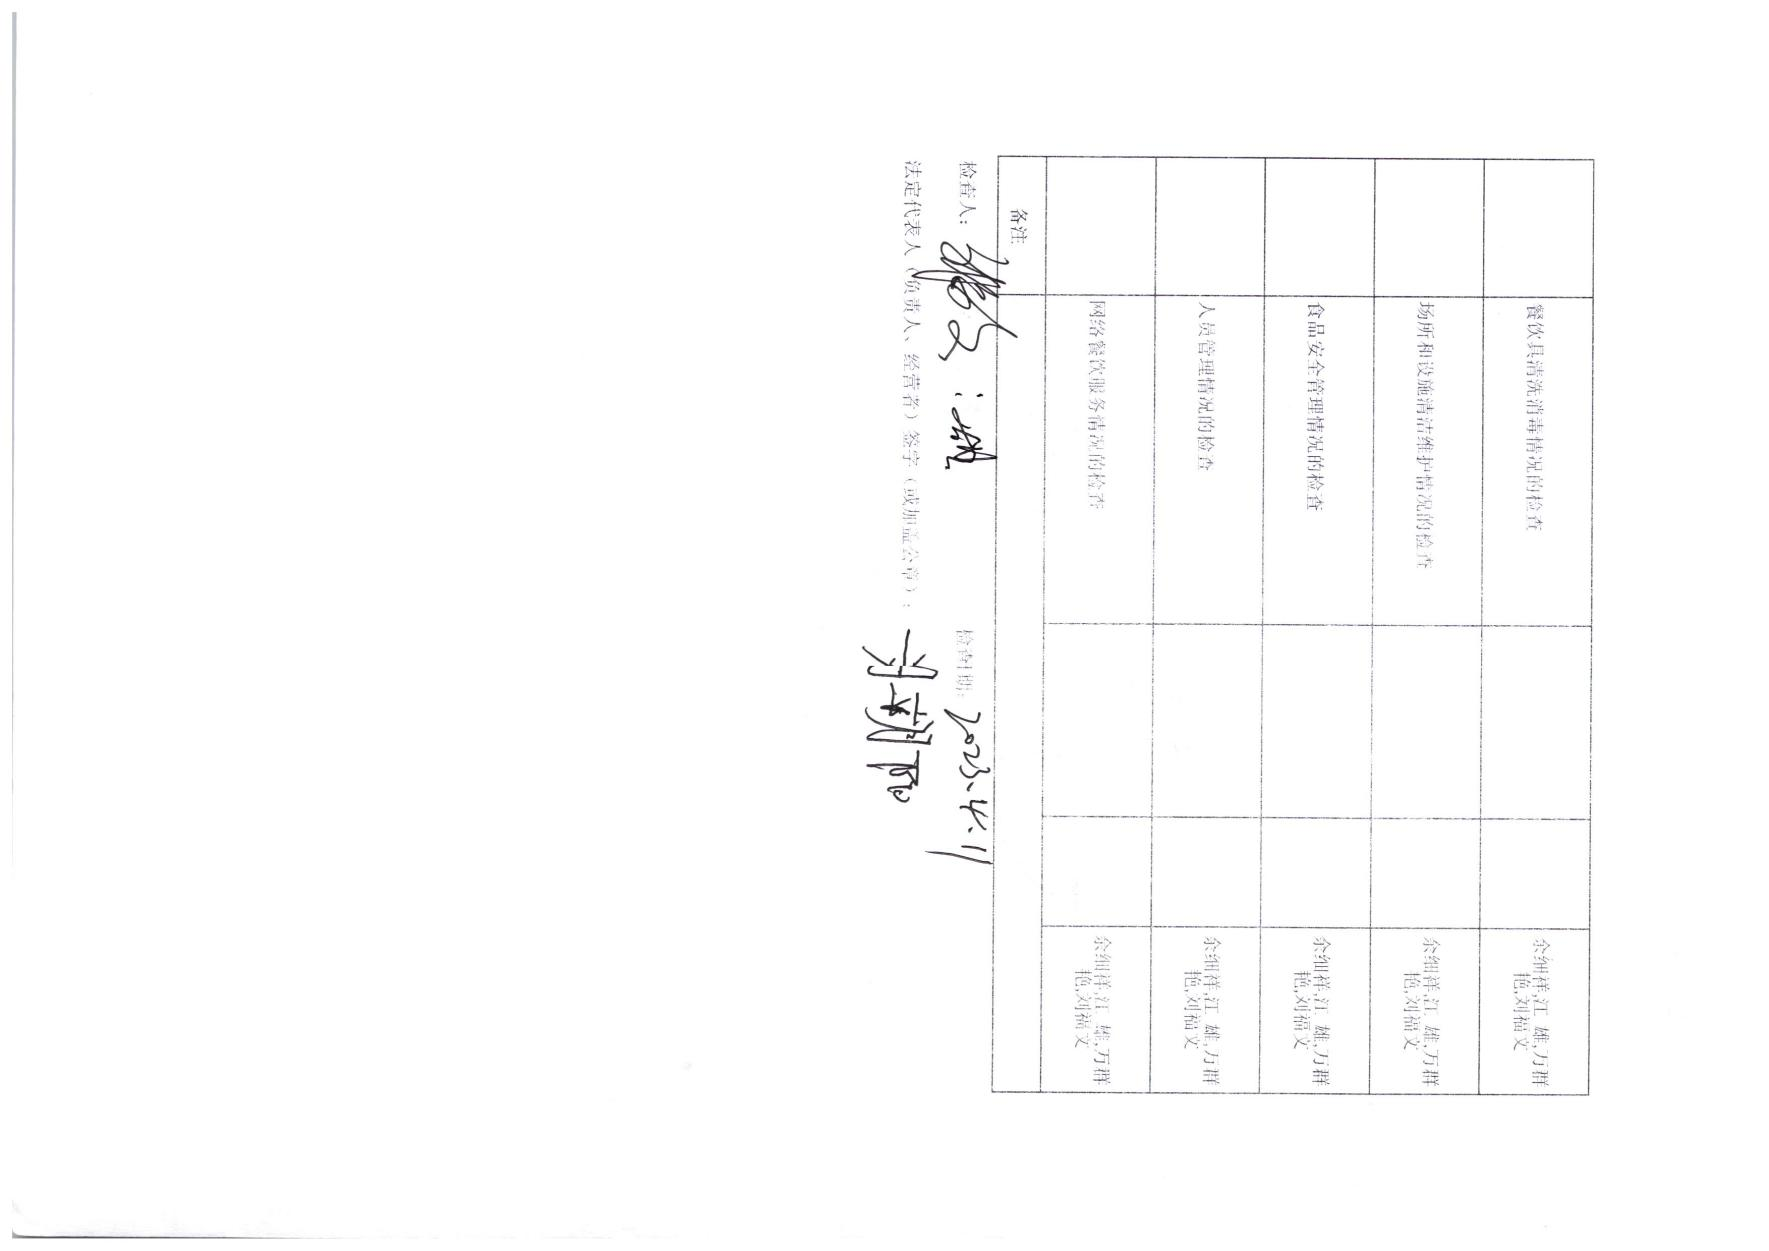 餐饮具清洗消毒情况的检查
余细祥,江 雄,万群
艳,刘福文
场所和设施清洁维护情况的检查
余细祥,江 雄,万群
艳,刘福文
食品安全管理情况的检查
余细祥,江 雄,万群
艳,刘福文
人员管理情况的检查
余细祥,江 雄,万群
艳,刘福文
网络餐饮服务情况的检查
余细祥,江 雄,万群
艳,刘福文
备注
检查人: 检查日期: 2023.4.11
法定代表人（负责人、经营者）签字（或加盖公章）: